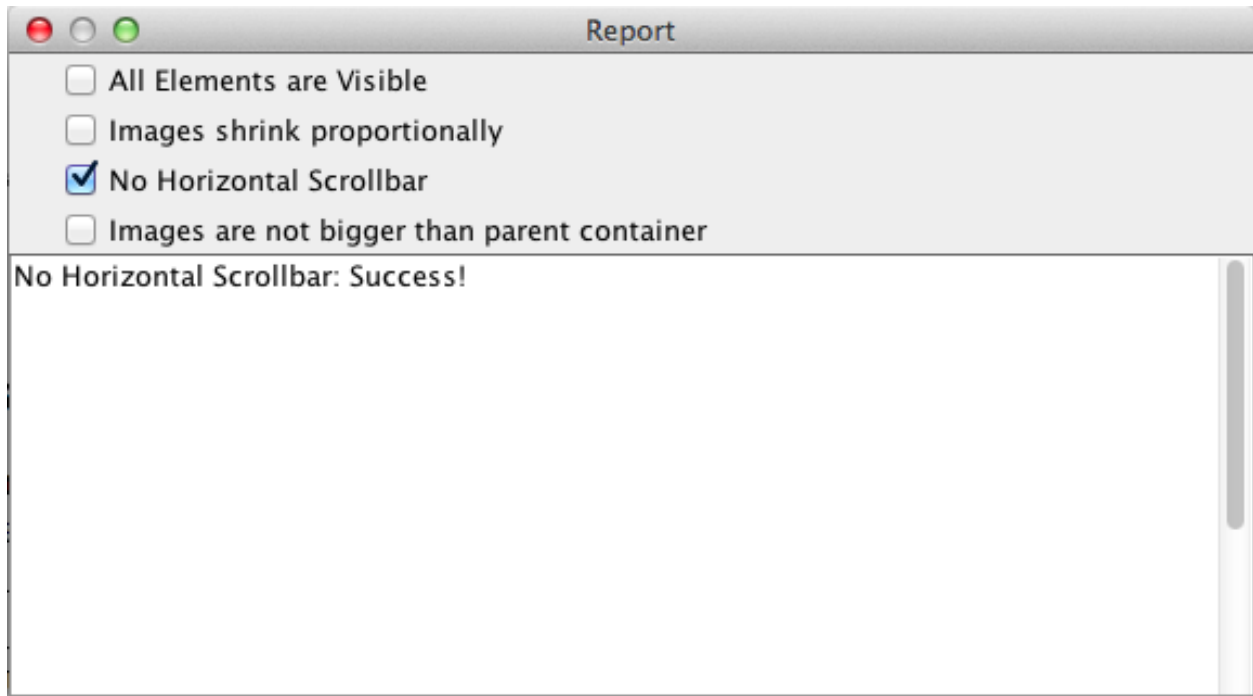 Report
All Elements are Visible
Images shrink proportionally
No Horizontal Scrollbar
Images are not bigger than parent container
No Horizontal Scrollbar: Success!